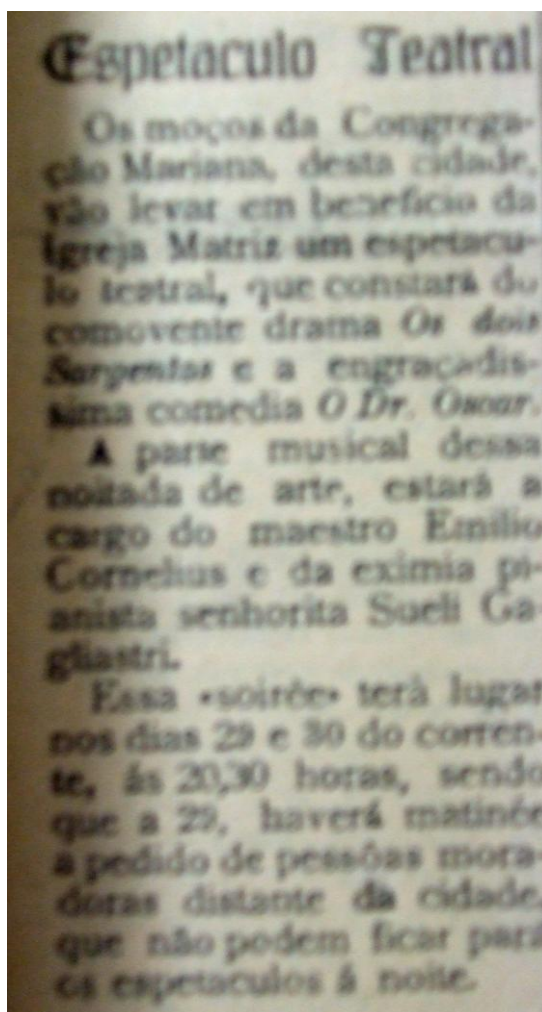 Espetaculo Teatral
Os moços da Congrega-
ção Mariana, desta cidade,
vão levar em beneficio da
Igreja Matriz um espetacu-
lo teatral, que constará do
comovente drama Os dois
Sargentos e a engraçadis-
sima comedia O Dr. Oscar.
A parte musical dessa
noitada de arte, estará a
cargo do maestro Emilio
Cornelius e da eximia pi-
anista senhorita Sueli Ga-
gliastri.
Essa «soirée» terà lugar
nos dias 29 e 30 do corren-
te, ás 20,30 horas, sendo
que a 29, haverá matinée
a pedido de pessôas mora-
doras distante da cidade,
que não podem ficar para
os espetaculos á noite.